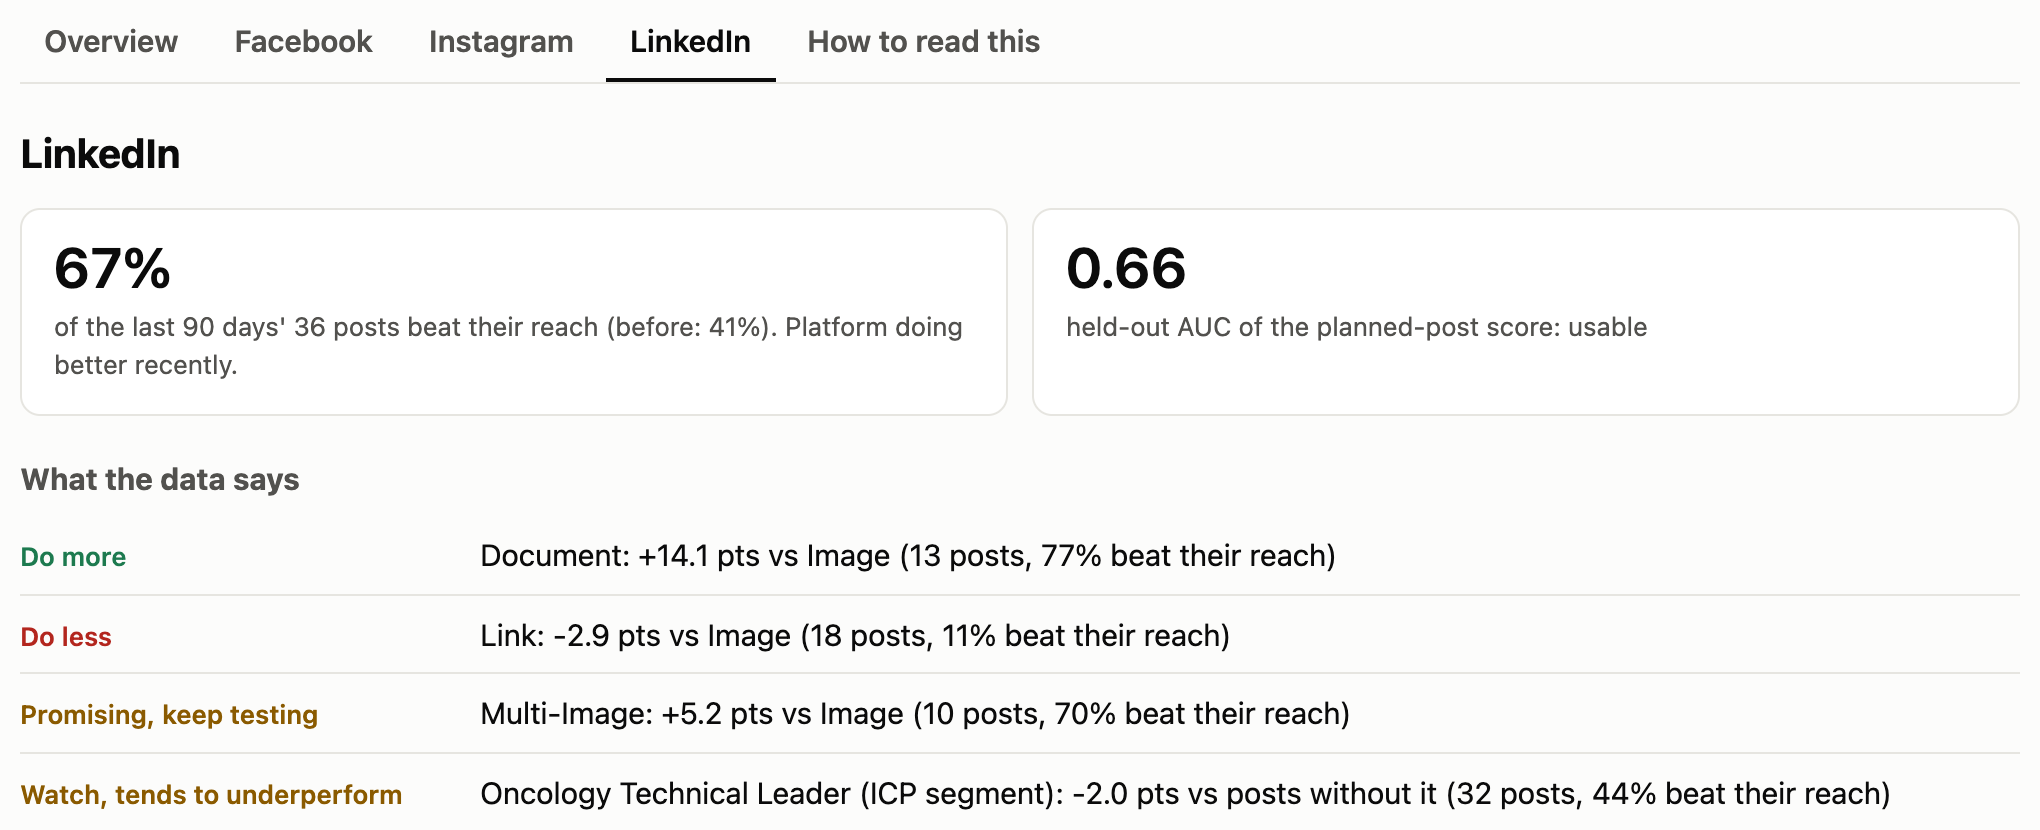 Overview Facebook Instagram LinkedIn How to read this
LinkedIn
67%
of the last 90 days' 36 posts beat their reach (before: 41%). Platform doing
better recently.
0.66
held-out AUC of the planned-post score: usable
What the data says
Do more Document: +14.1 pts vs Image (13 posts, 77% beat their reach)
Do less Link: -2.9 pts vs Image (18 posts, 11% beat their reach)
Promising, keep testing Multi-Image: +5.2 pts vs Image (10 posts, 70% beat their reach)
Watch, tends to underperform Oncology Technical Leader (ICP segment): -2.0 pts vs posts without it (32 posts, 44% beat their reach)